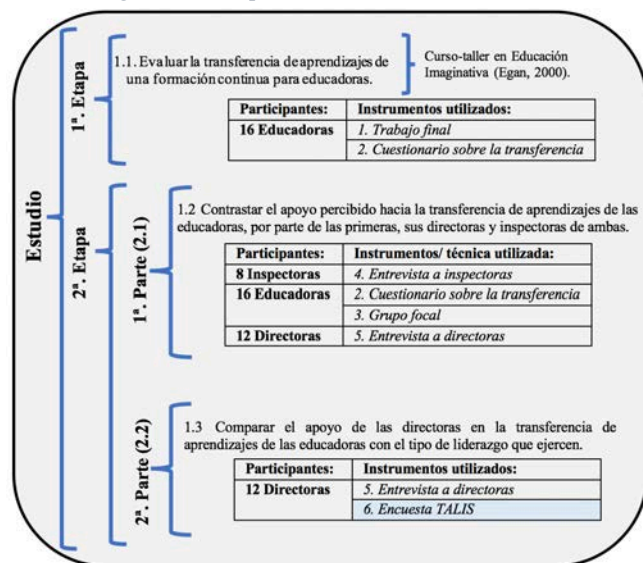 Estudio
1ª. Etapa
1.1. Evaluar la transferencia de aprendizajes de
una formación continua para educadoras.
Curso-taller en Educación
Imaginativa (Egan, 2000).
Participantes: Instrumentos utilizados:
16 Educadoras 1. Trabajo final
2. Cuestionario sobre la transferencia
2ª. Etapa
1ª. Parte (2.1)
1.2 Contrastar el apoyo percibido hacia la transferencia de aprendizajes de las
educadoras, por parte de las primeras, sus directoras y inspectoras de ambas.
Participantes: Instrumentos/ técnica utilizada:
8 Inspectoras 4. Entrevista a inspectoras
16 Educadoras 2. Cuestionario sobre la transferencia
3. Grupo focal
12 Directoras 5. Entrevista a directoras
2ª. Parte (2.2)
1.3 Comparar el apoyo de las directoras en la transferencia de
aprendizajes de las educadoras con el tipo de liderazgo que ejercen.
Participantes: Instrumentos utilizados:
12 Directoras 5. Entrevista a directoras
6. Encuesta TALIS